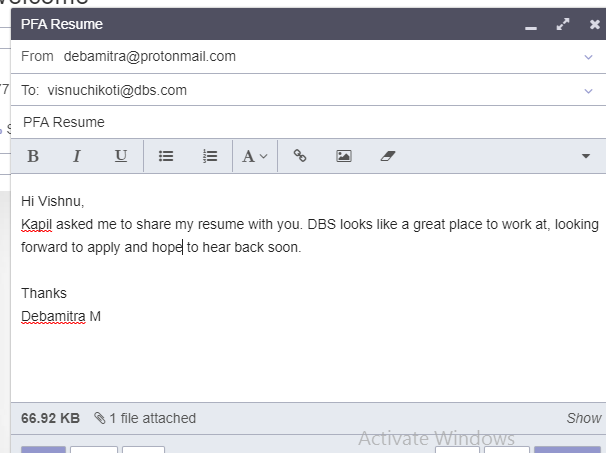 PFA Resume
From debamitra@protonmail.com
To: visnuchikoti@dbs.com
PFA Resume
B I U A
Hi Vishnu,
Kapil asked me to share my resume with you. DBS looks like a great place to work at, looking
forward to apply and hope to hear back soon.
Thanks
Debamitra M
66.92 KB 1 file attached Show
Activate Windows